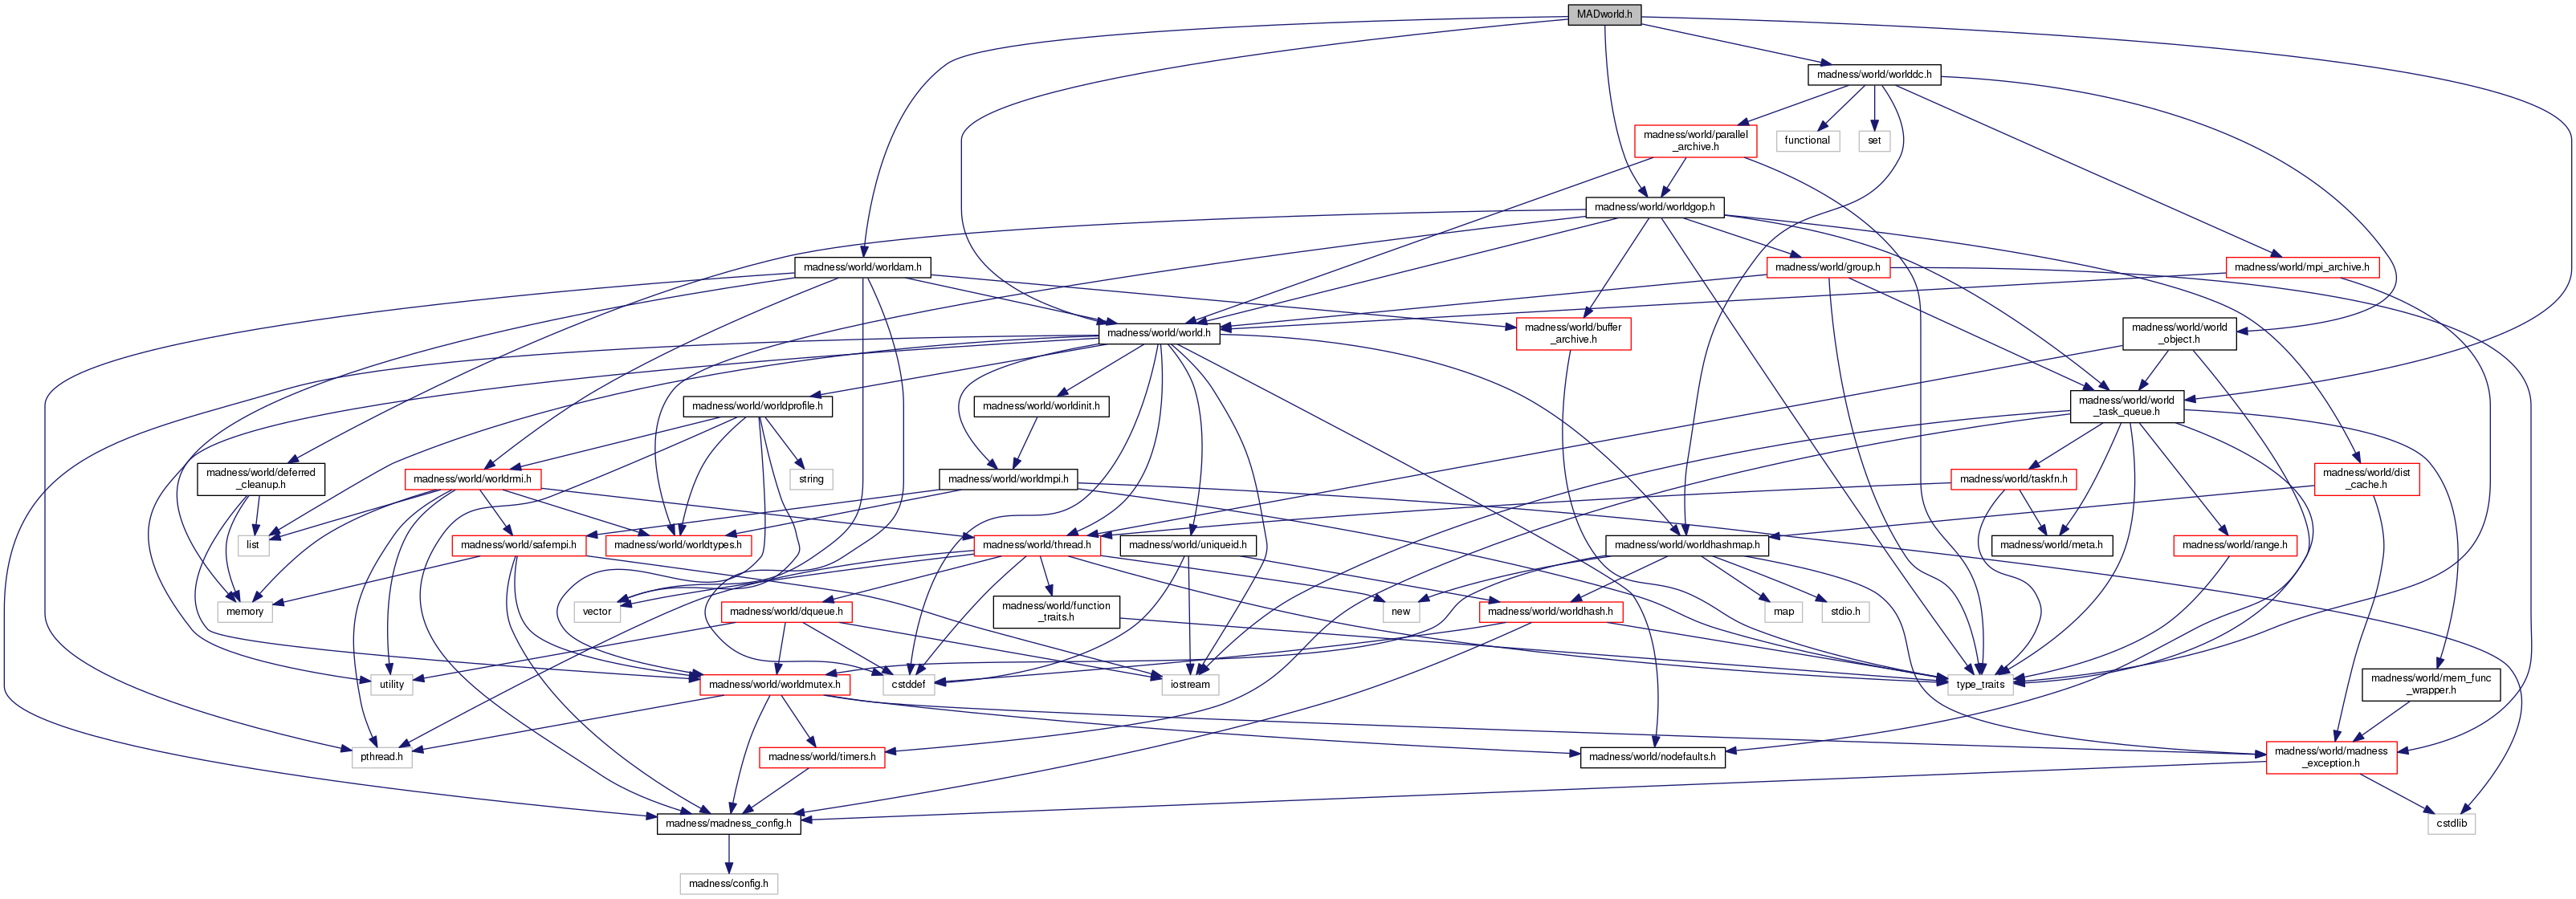 MADworld.h
madness/world/worlddc.h
madness/world/parallel
_archive.h
functional
set
madness/world/worldgop.h
madness/world/worldam.h
madness/world/group.h
madness/world/mpi_archive.h
madness/world/world.h
madness/world/buffer
_archive.h
madness/world/world
_object.h
madness/world/worldprofile.h
madness/world/worldinit.h
madness/world/world
_task_queue.h
madness/world/deferred
_cleanup.h
madness/world/worldrmi.h
string
madness/world/worldmpi.h
madness/world/taskfn.h
madness/world/dist
_cache.h
list
madness/world/safempi.h
madness/world/worldtypes.h
madness/world/thread.h
madness/world/uniqueid.h
madness/world/worldhashmap.h
madness/world/meta.h
madness/world/range.h
memory
vector
madness/world/dqueue.h
madness/world/function
_traits.h
new
madness/world/worldhash.h
map
stdio.h
utility
madness/world/worldmutex.h
cstddef
iostream
type_traits
madness/world/mem_func
_wrapper.h
pthread.h
madness/world/timers.h
madness/world/nodefaults.h
madness/world/madness
_exception.h
madness/madness_config.h
cstdlib
madness/config.h